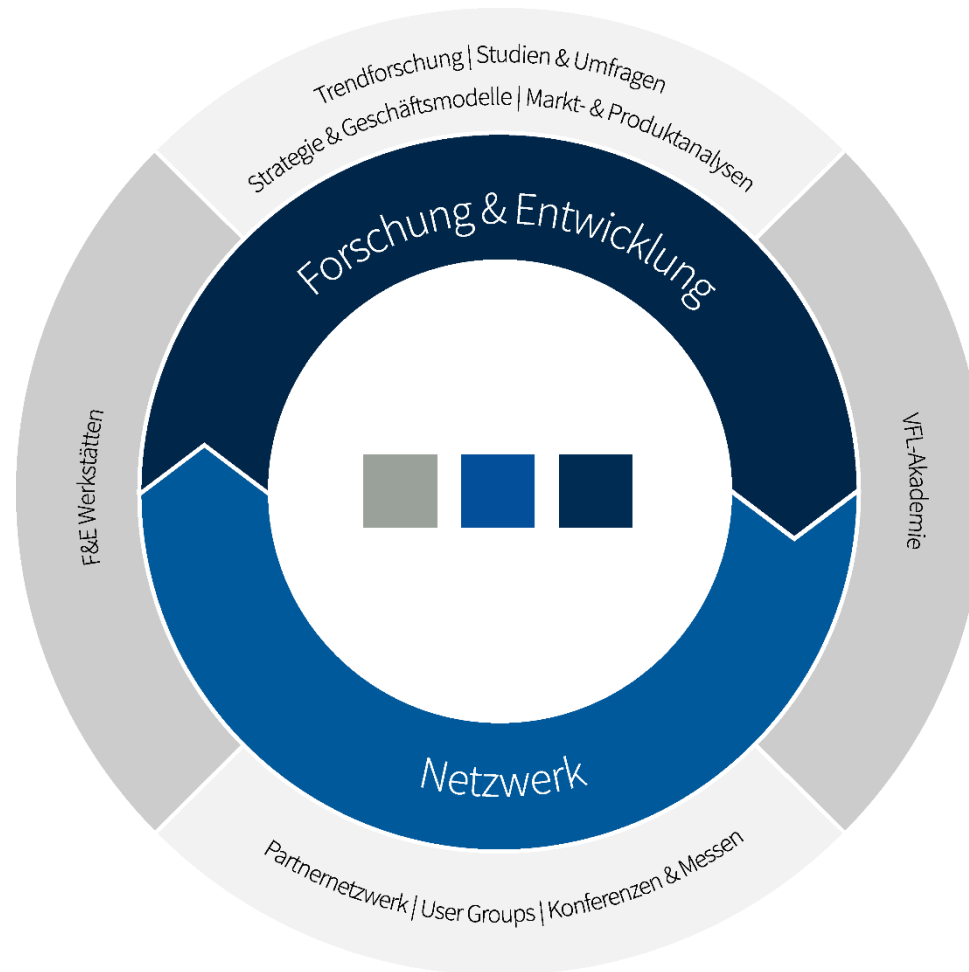 Trendforschung | Studien & Umfragen
Strategie & Geschäftsmodelle | Markt- & Produktanalysen
Forschung & Entwicklung
F&E Werkstätten
VFL-Akademie
Netzwerk
Partnernetzwerk | User Groups | Konferenzen & Messen